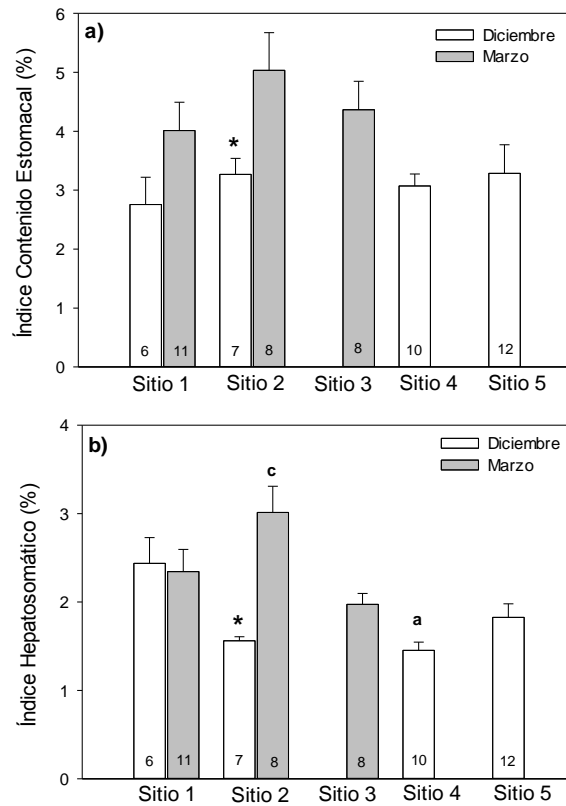 a)
Diciembre
Marzo
Índice Contenido Estomacal (%)
6
5
4
3
2
1
0
*
6
11
7
8
8
10
12
Sitio 1
Sitio 2
Sitio 3
Sitio 4
Sitio 5
b)
Diciembre
Marzo
Índice Hepatosomático (%)
4
3
2
1
0
c
*
a
6
11
7
8
8
10
12
Sitio 1
Sitio 2
Sitio 3
Sitio 4
Sitio 5